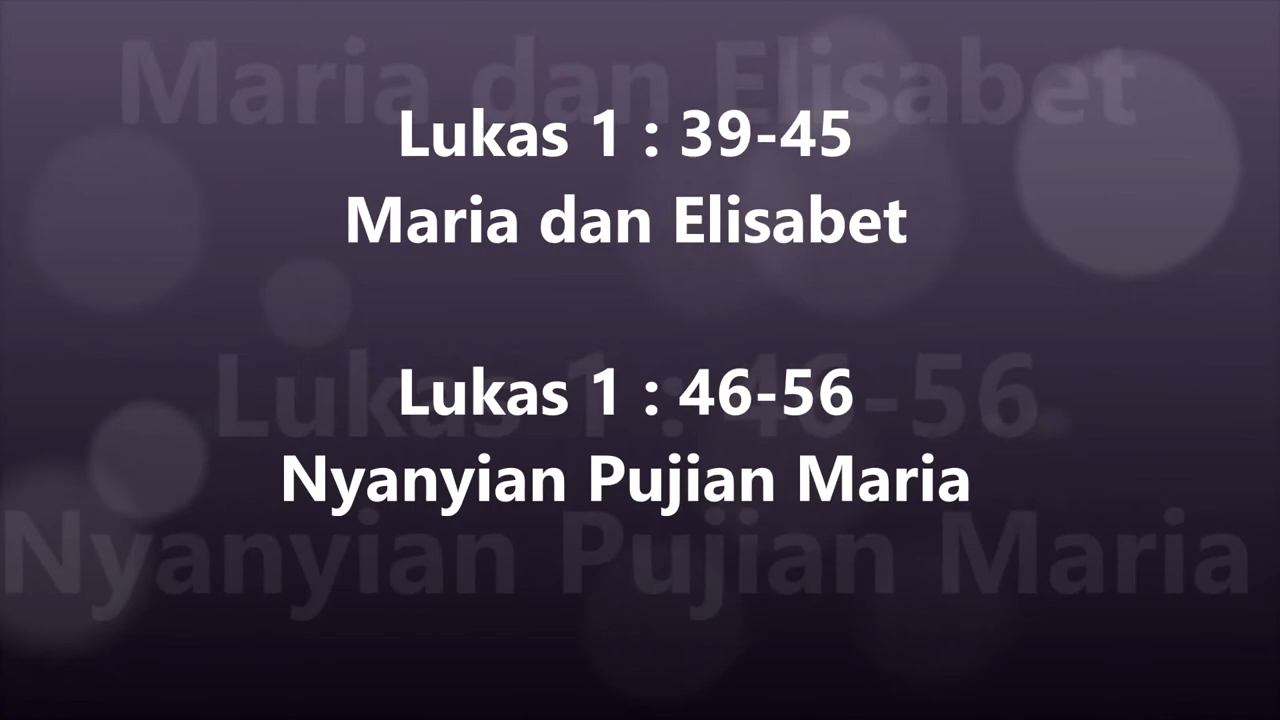 Lukas 1 : 39-45
Maria dan Elisabet
Lukas 1 : 46-56
Nyanyian Pujian Maria